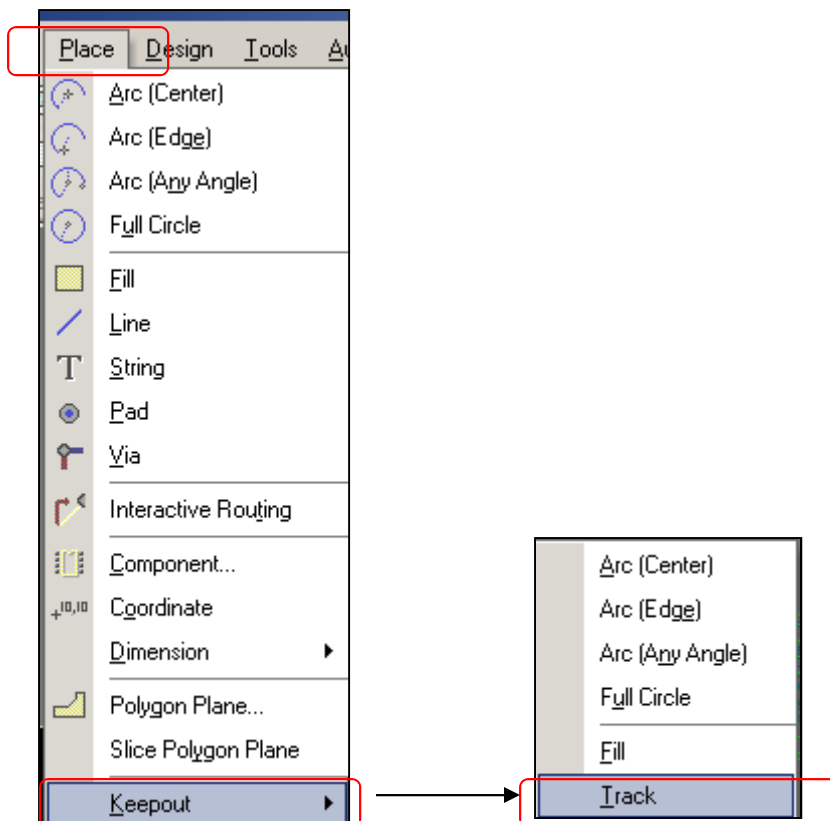 Place Design Tools Au
Arc (Center)
Arc (Edge)
Arc (Any Angle)
Full Circle
Fill
Line
String
Pad
Via
Interactive Routing
Component...
+10,10 Coordinate
Dimension
Polygon Plane...
Slice Polygon Plane
Keepout
Arc (Center)
Arc (Edge)
Arc (Any Angle)
Full Circle
Fill
Track